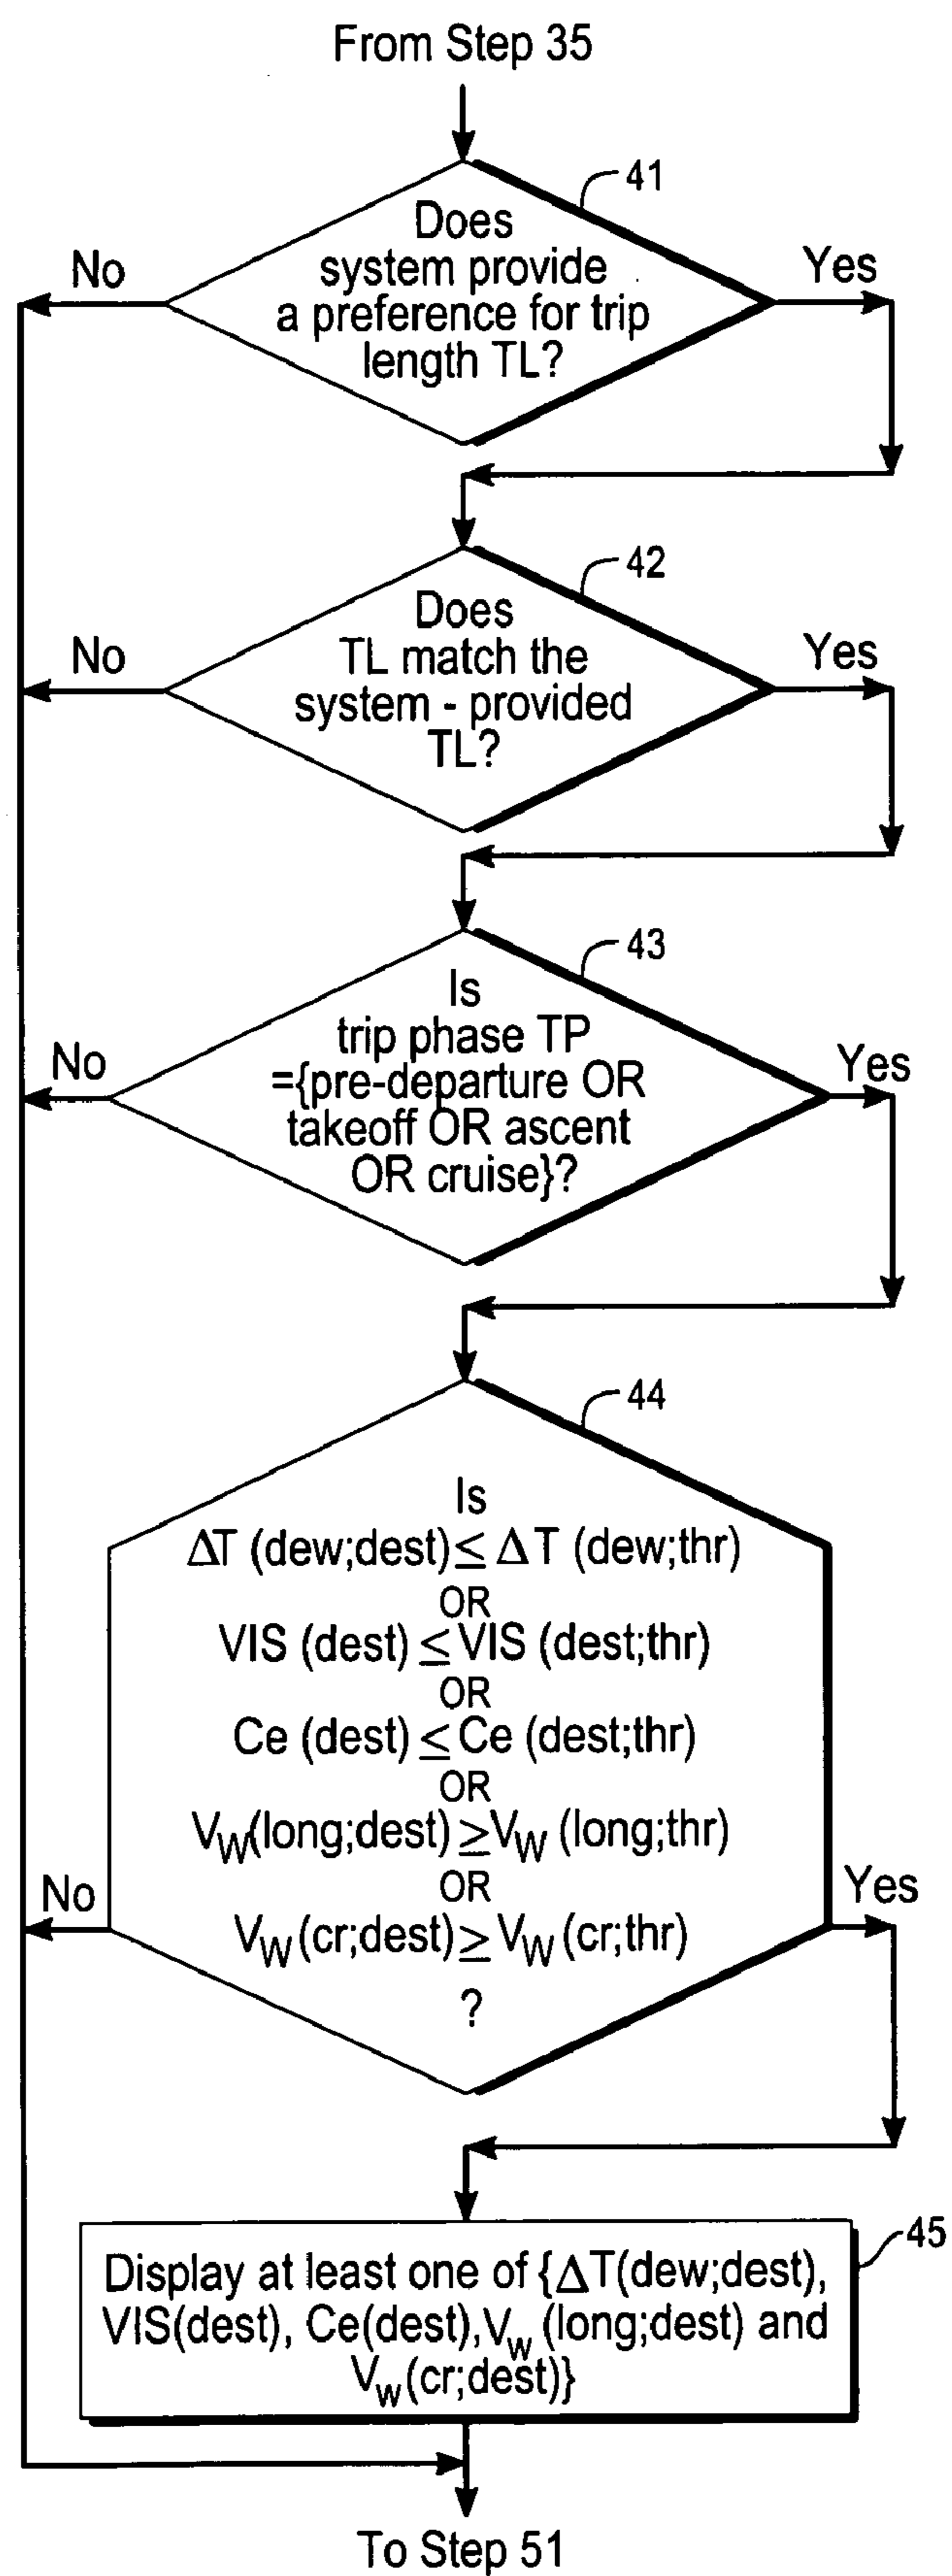 From Step 35
41
Does
system provide
a preference for trip
length TL?
No
Yes
42
Does
TL match the
system - provided
TL?
No
Yes
43
Is
trip phase TP
={pre-departure OR
takeoff OR ascent
OR cruise}?
No
Yes
44
Is
ΔT (dew;dest) ≤ ΔT (dew;thr)
OR
VIS (dest) ≤ VIS (dest;thr)
OR
Ce (dest) ≤ Ce (dest;thr)
OR
VW(long;dest) ≥ VW (long;thr)
OR
VW (cr;dest) ≥ VW (cr;thr)
?
No
Yes
45
Display at least one of {ΔT(dew;dest),
VIS(dest), Ce(dest),Vw (long;dest) and
Vw(cr;dest)}
To Step 51